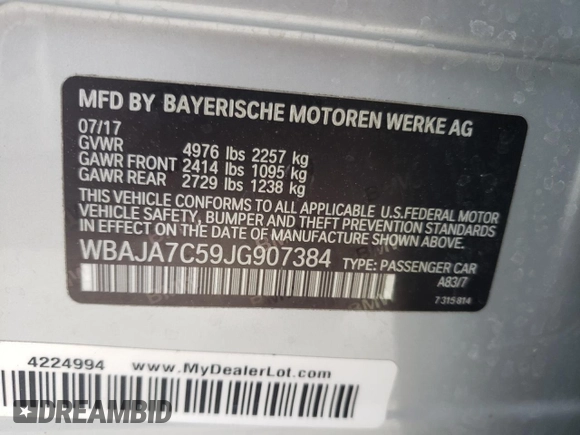 MFD BY BAYERISCHE MOTOREN WERKE AG
07/17
GVWR 4976 lbs 2257 kg
GAWR FRONT 2414 lbs 1095 kg
GAWR REAR 2729 lbs 1238 kg
THIS VEHICLE CONFORMS TO ALL APPLICABLE U.S.FEDERAL MOTOR
VEHICLE SAFETY, BUMPER AND THEFT PREVENTION STANDARDS
IN EFFECT ON THE DATE OF MANUFACTURE SHOWN ABOVE.
WBAJA7C59JG907384 TYPE: PASSENGER CAR
A83/7
7 315 814
4224994 www.MyDealerLot.com
DREAMBID